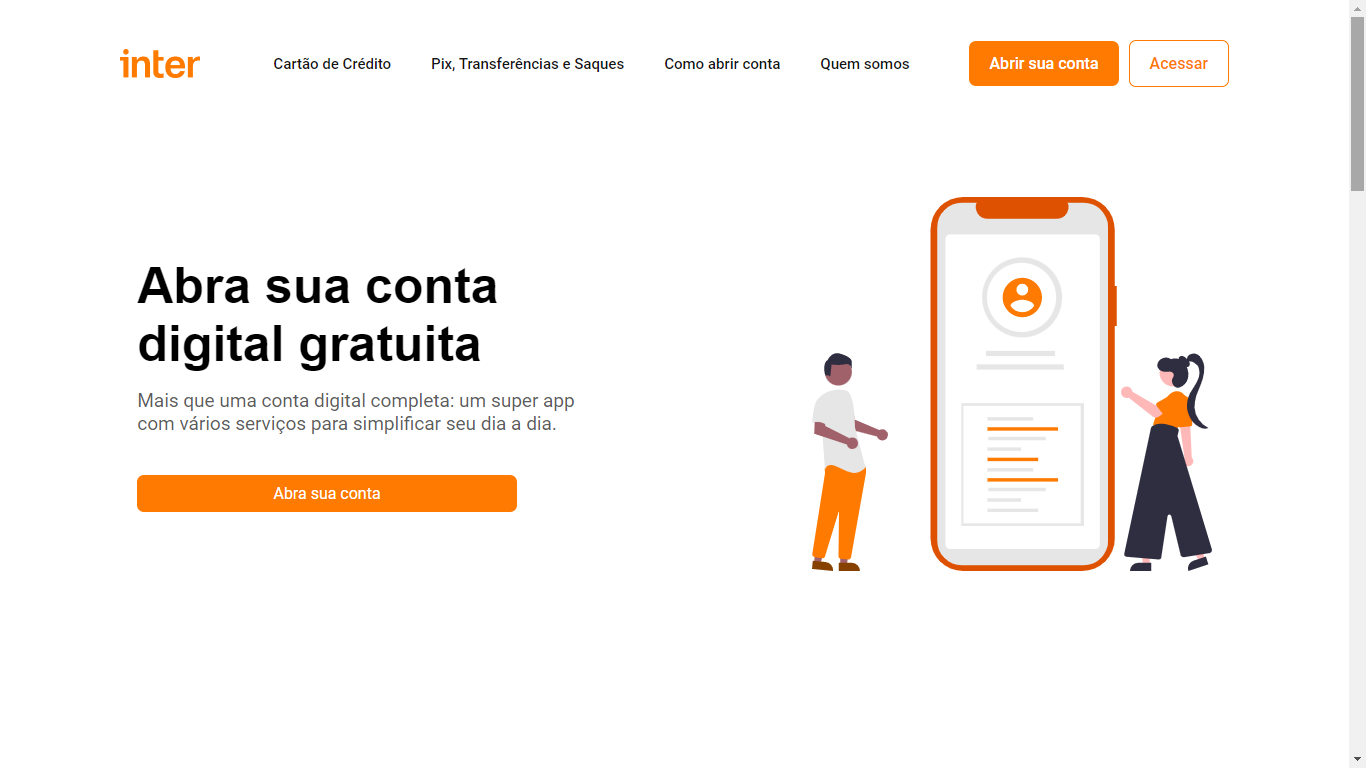 inter
Cartão de Crédito
Pix, Transferências e Saques
Como abrir conta
Quem somos
Abrir sua conta
Acessar
Abra sua conta
digital gratuita
Mais que uma conta digital completa: um super app
com vários serviços para simplificar seu dia a dia.
Abra sua conta